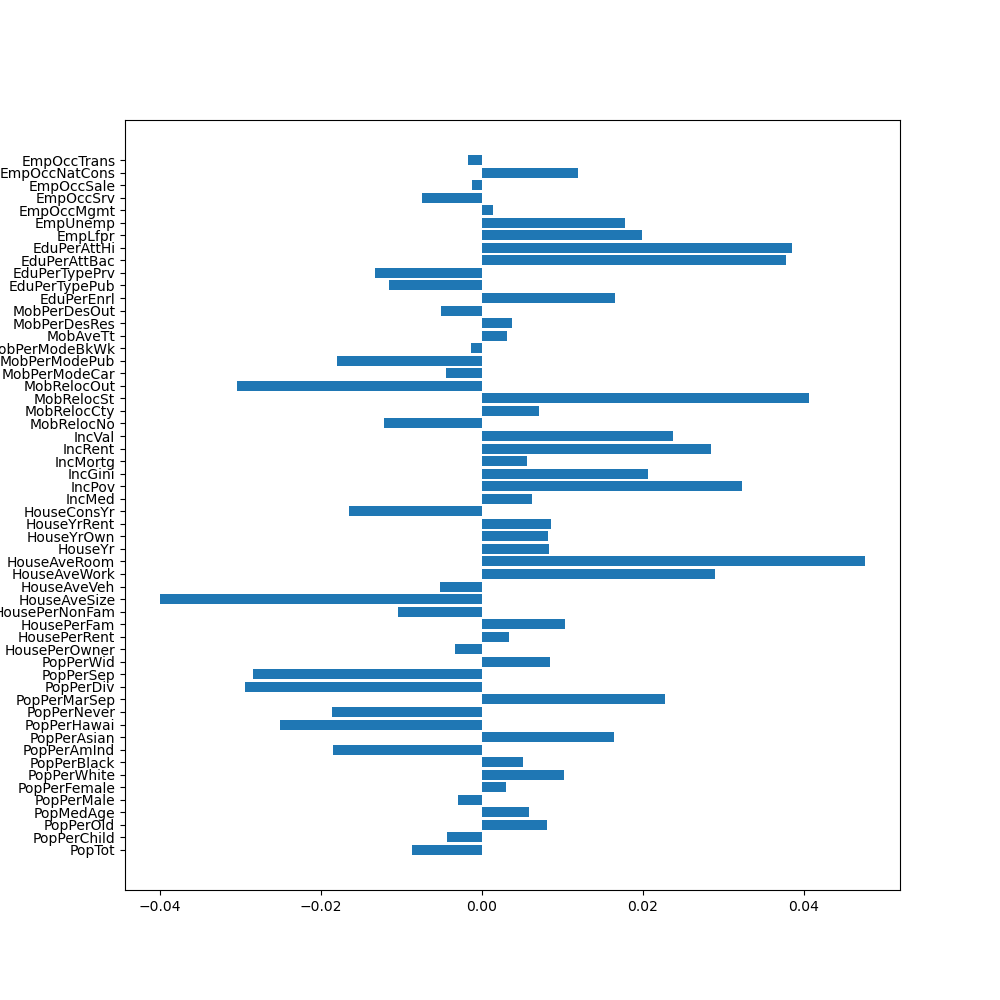 EmpOccTrans
EmpOccNatCons
EmpOccSale
EmpOccSrv
EmpOccMgmt
EmpUnemp
EmpLfpr
EduPerAttHi
EduPerAttBac
EduPerTypePrv
EduPerTypePub
EduPerEnrl
MobPerDesOut
MobPerDesRes
MobAveTt
obPerModeBkWk
MobPerModePub
MobPerModeCar
MobRelocOut
MobRelocSt
MobRelocCty
MobRelocNo
IncVal
IncRent
IncMortg
IncGini
IncPov
IncMed
HouseConsYr
HouseYrRent
HouseYrOwn
HouseYr
HouseAveRoom
HouseAveWork
HouseAveVeh
HouseAveSize
HousePerNonFam
HousePerFam
HousePerRent
HousePerOwner
PopPerWid
PopPerSep
PopPerDiv
PopPerMarSep
PopPerNever
PopPerHawai
PopPerAsian
PopPerAmInd
PopPerBlack
PopPerWhite
PopPerFemale
PopPerMale
PopMedAge
PopPerOld
PopPerChild
PopTot
−0.04 −0.02 0.00 0.02 0.04